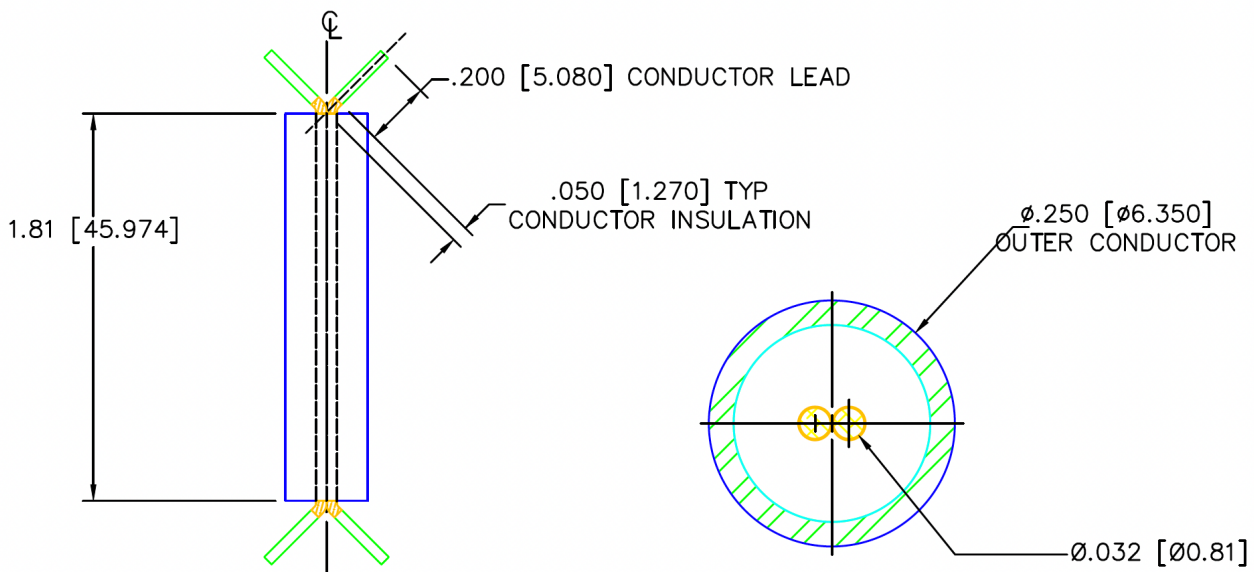 ℄
.200 [5.080] CONDUCTOR LEAD
.050 [1.270] TYP
CONDUCTOR INSULATION
1.81 [45.974]
ø.250 [ø6.350]
OUTER CONDUCTOR
Ø.032 [Ø0.81]